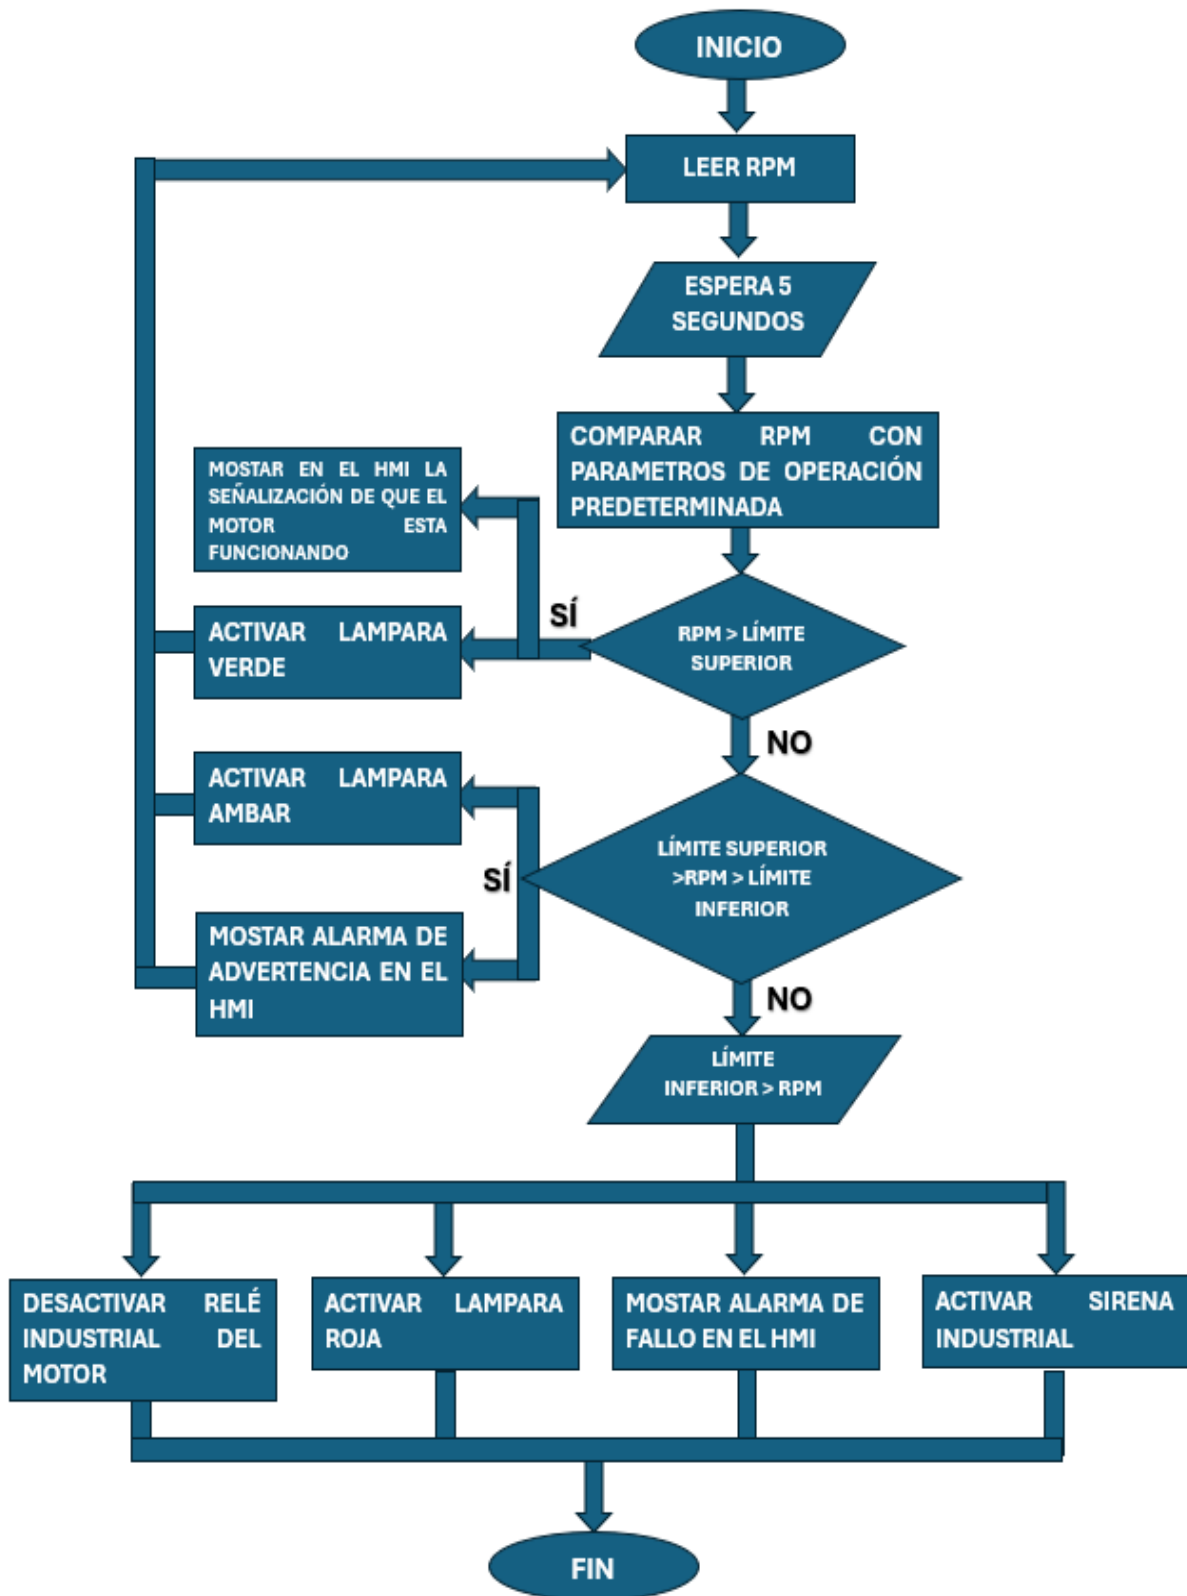 INICIO
LEER RPM
ESPERA 5
SEGUNDOS
COMPARAR RPM CON
PARAMETROS DE OPERACIÓN
PREDETERMINADA
MOSTAR EN EL HMI LA
SEÑALIZACIÓN DE QUE EL
MOTOR ESTA
FUNCIONANDO
SÍ
RPM > LÍMITE
SUPERIOR
ACTIVAR LAMPARA
VERDE
NO
ACTIVAR LAMPARA
AMBAR
SÍ
LÍMITE SUPERIOR
>RPM > LÍMITE
INFERIOR
MOSTAR ALARMA DE
ADVERTENCIA EN EL
HMI
NO
LÍMITE
INFERIOR > RPM
DESACTIVAR RELÉ
INDUSTRIAL DEL
MOTOR
ACTIVAR LAMPARA
ROJA
MOSTAR ALARMA DE
FALLO EN EL HMI
ACTIVAR SIRENA
INDUSTRIAL
FIN